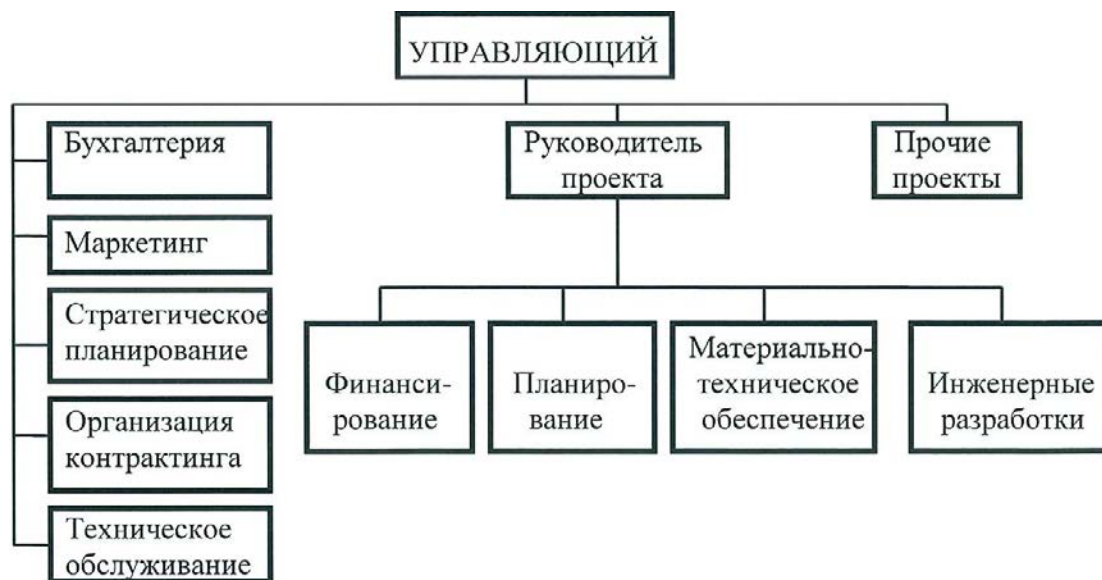 УПРАВЛЯЮЩИЙ
Бухгалтерия
Маркетинг
Стратегическое
планирование
Организация
контрактинга
Техническое
обслуживание
Руководитель
проекта
Прочие
проекты
Финанси-
рование
Планиро-
вание
Материально-
техническое
обеспечение
Инженерные
разработки